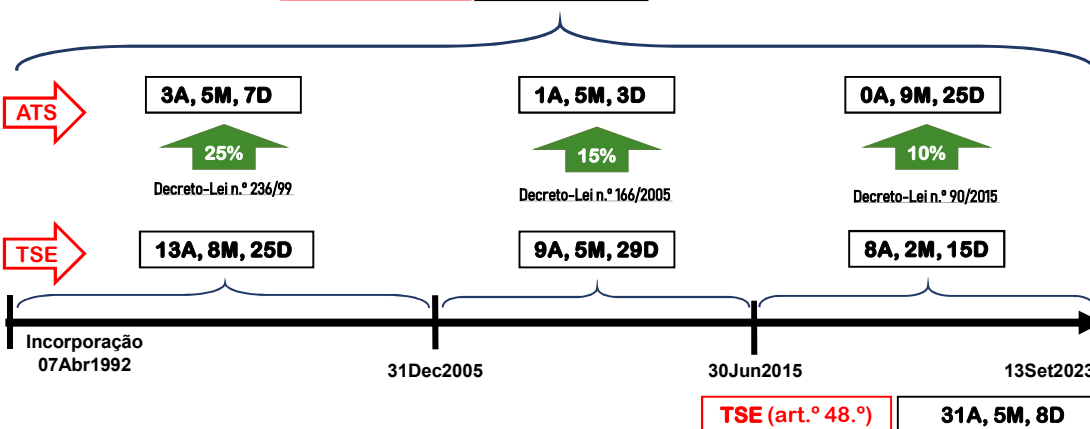 3A, 5M, 7D
1A, 5M, 3D
0A, 9M, 25D
ATS
25%
15%
10%
Decreto-Lei n.º 236/99
Decreto-Lei n.º 166/2005
Decreto-Lei n.º 90/2015
TSE
13A, 8M, 25D
9A, 5M, 29D
8A, 2M, 15D
Incorporação
07Abr1992
31Dec2005
30Jun2015
13Set2023
TSE (art.º 48.º)
31A, 5M, 8D